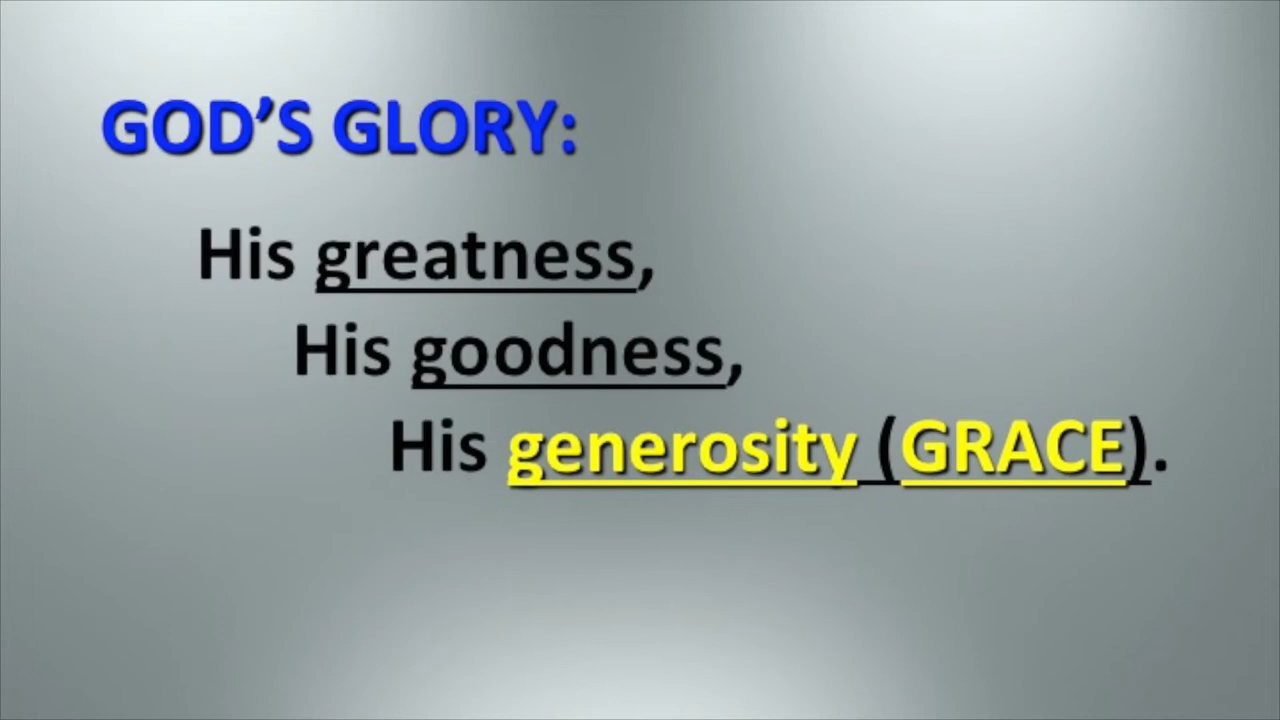 GOD’S GLORY:
His greatness,
His goodness,
His generosity (GRACE).